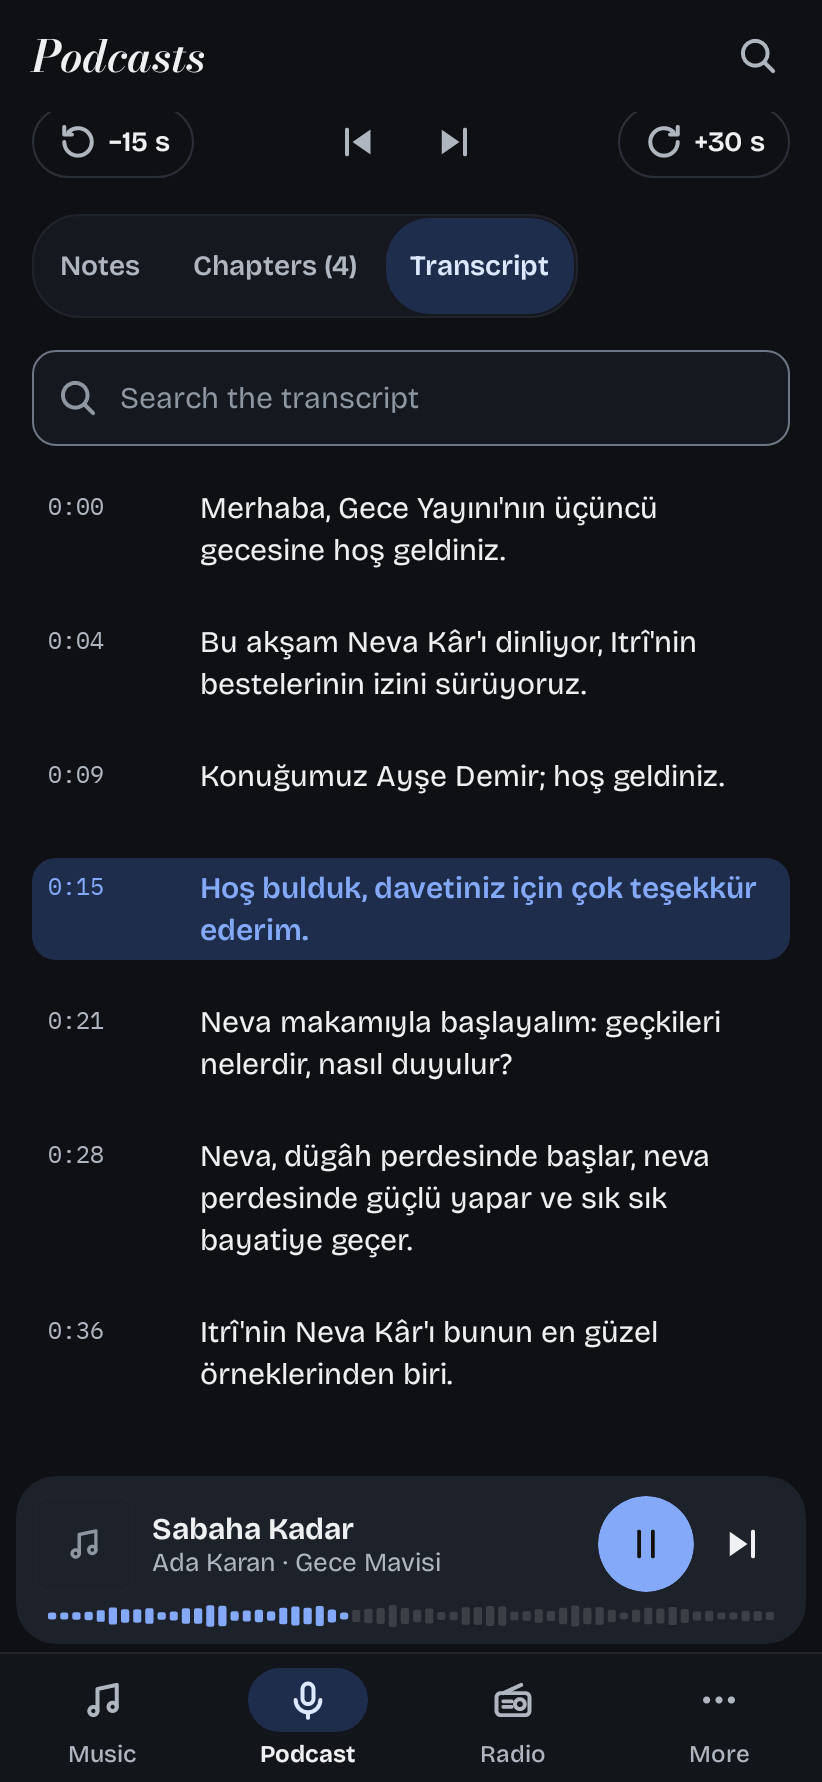 Podcasts
-15 s
+30 s
Notes
Chapters (4)
Transcript
Search the transcript
0:00
Merhaba, Gece Yayını'nın üçüncü
gecesine hoş geldiniz.
0:04
Bu akşam Neva Kâr'ı dinliyor, Itrî'nin
bestelerinin izini sürüyoruz.
0:09
Konuğumuz Ayşe Demir; hoş geldiniz.
0:15
Hoş bulduk, davetiniz için çok teşekkür
ederim.
0:21
Neva makamıyla başlayalım: geçkileri
nelerdir, nasıl duyulur?
0:28
Neva, dügâh perdesinde başlar, neva
perdesinde güçlü yapar ve sık sık
bayatiye geçer.
0:36
Itrî'nin Neva Kâr'ı bunun en güzel
örneklerinden biri.
Sabaha Kadar
Ada Karan · Gece Mavisi
Music
Podcast
Radio
More